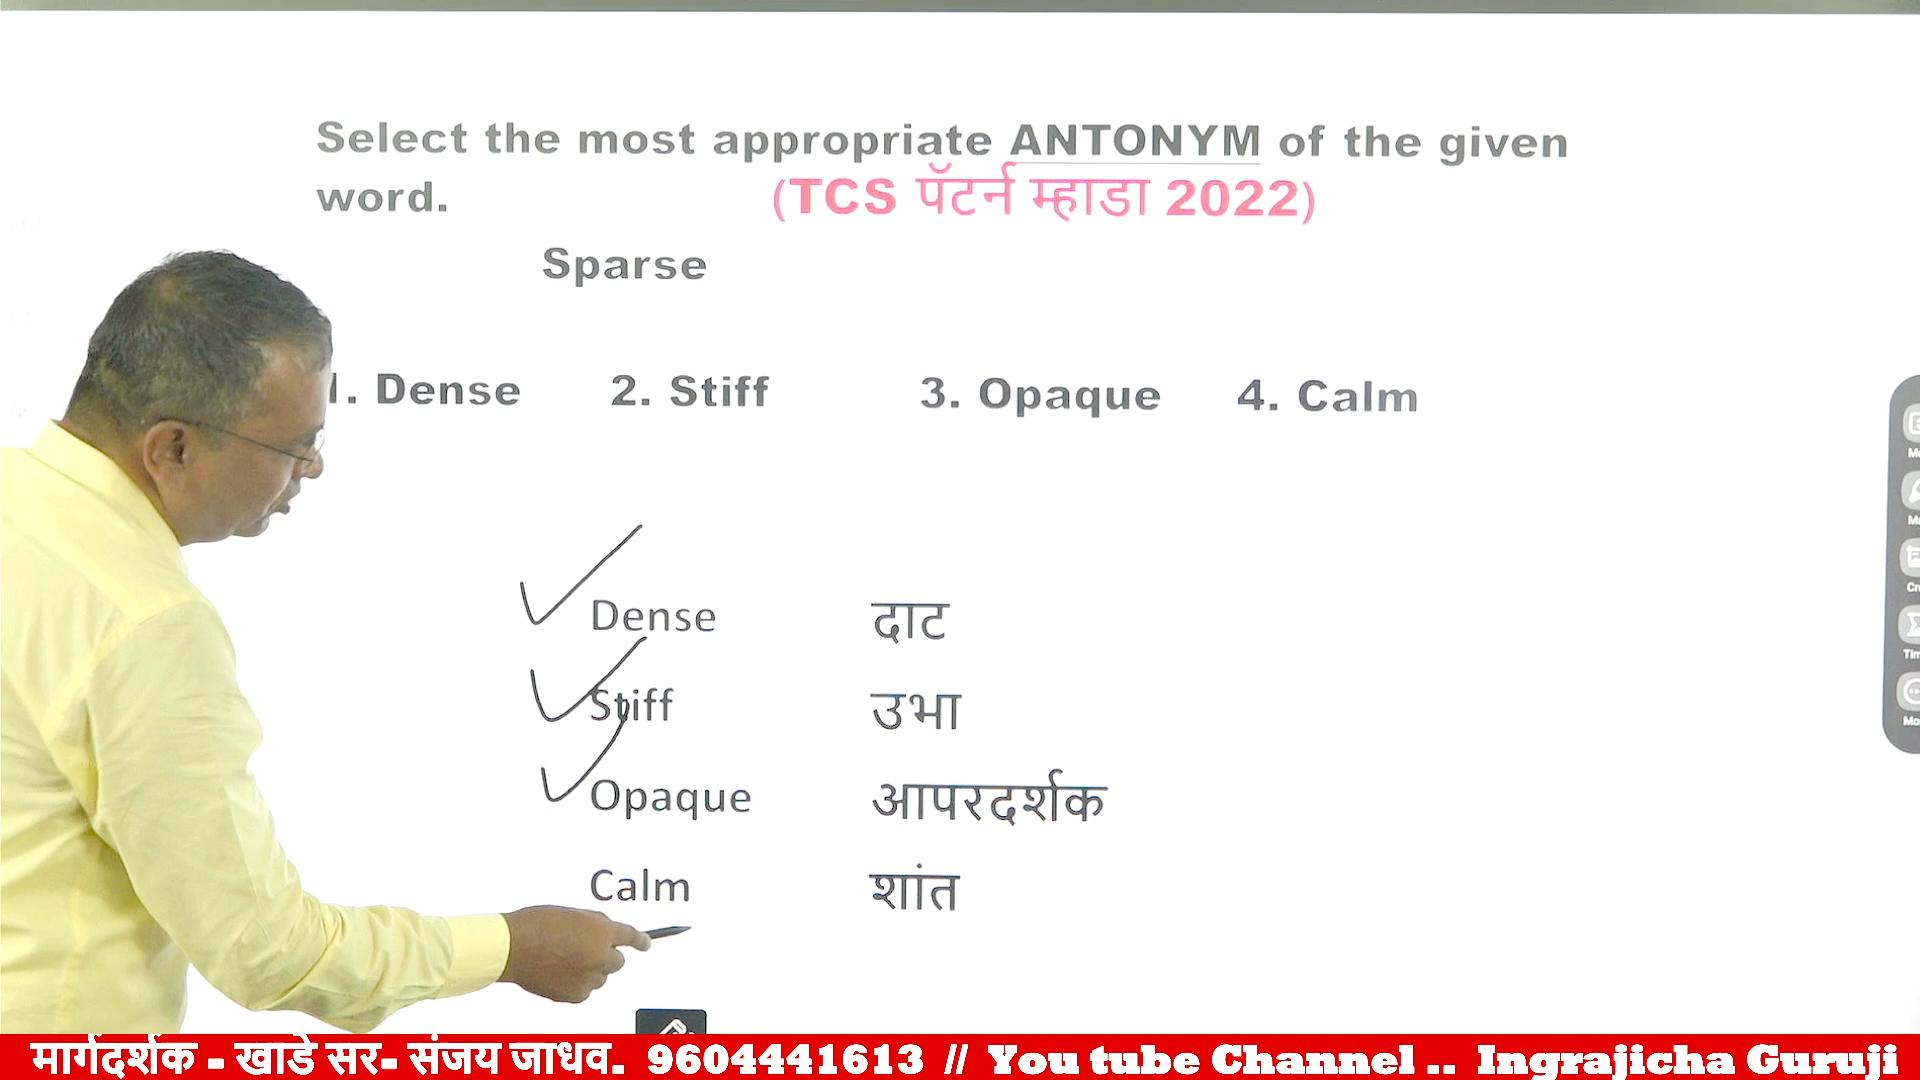 Select the most appropriate ANTONYM of the given
word. (TCS पॅटर्न म्हाडा 2022)
Sparse
1. Dense 2. Stiff 3. Opaque 4. Calm
Dense दाट
Stiff उभा
Opaque आपरदर्शक
Calm शांत
मार्गदर्शक - खाडे सर- संजय जाधव. 9604441613 // You tube Channel .. Ingrajicha Guruji